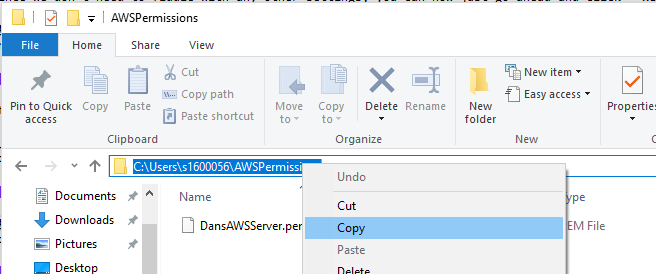 AWSPermissions
File
Home
Share
View
Pin to Quick access
Copy
Paste
Cut
Copy path
Paste shortcut
Clipboard
Move to
Copy to
Delete
Rename
Organize
New folder
New item
Easy access
New
Properties
C:\Users\s1600056\AWSPermissi
Documents
Downloads
Pictures
Desktop
Name
DansAWSServer.pe
Undo
Cut
Copy
Paste
Delete
ype
EM File